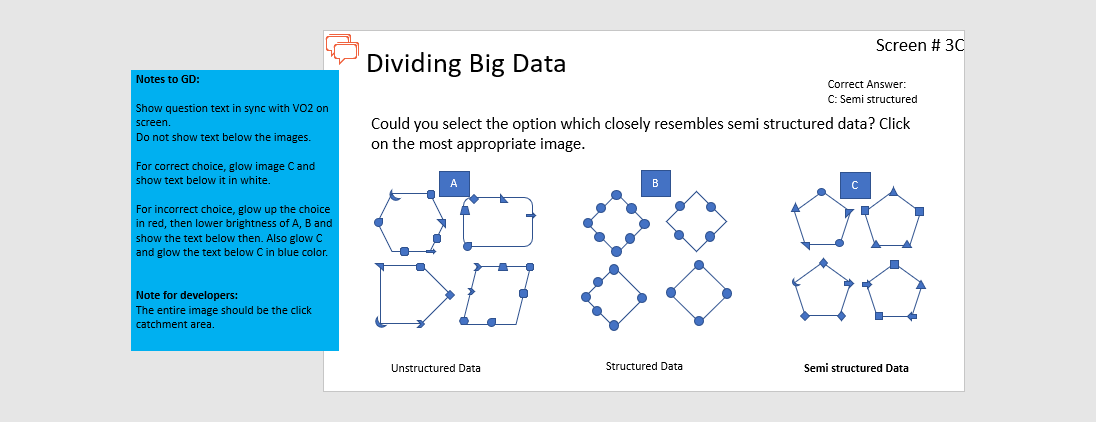 Screen # 3C
Dividing Big Data
Correct Answer:
C: Semi structured
Notes to GD:
Show question text in sync with VO2 on
screen.
Do not show text below the images.
For correct choice, glow image C and
show text below it in white.
For incorrect choice, glow up the choice
in red, then lower brightness of A, B and
show the text below then. Also glow C
and glow the text below C in blue color.
Note for developers:
The entire image should be the click
catchment area.
Could you select the option which closely resembles semi structured data? Click
on the most appropriate image.
A
B
C
Unstructured Data
Structured Data
Semi structured Data